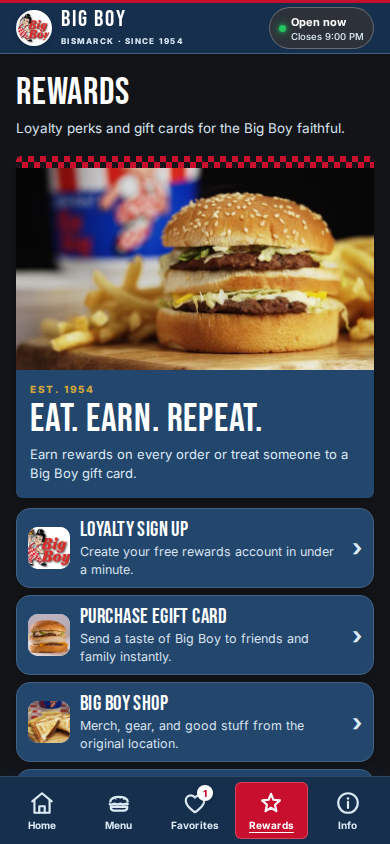 Big Boy
BIG BOY
BISMARCK · SINCE 1954
Open now
Closes 9:00 PM
REWARDS
Loyalty perks and gift cards for the Big Boy faithful.
EST. 1954
EAT. EARN. REPEAT.
Earn rewards on every order or treat someone to a
Big Boy gift card.
Big Boy
LOYALTY SIGN UP
Create your free rewards account in under
a minute.
PURCHASE EGIFT CARD
Send a taste of Big Boy to friends and
family instantly.
BIG BOY SHOP
Merch, gear, and good stuff from the
original location.
1
Home
Menu
Favorites
Rewards
Info